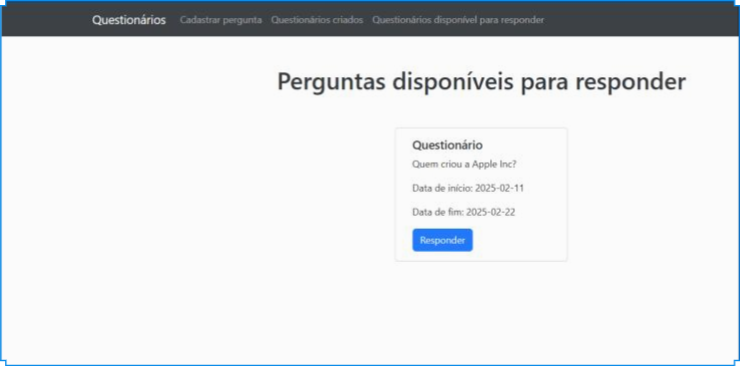 Questionários Cadastrar pergunta Questionários criados Questionários disponível para responder
Perguntas disponíveis para responder
Questionário
Quem criou a Apple Inc?
Data de início: 2025-02-11
Data de fim: 2025-02-22
Responder